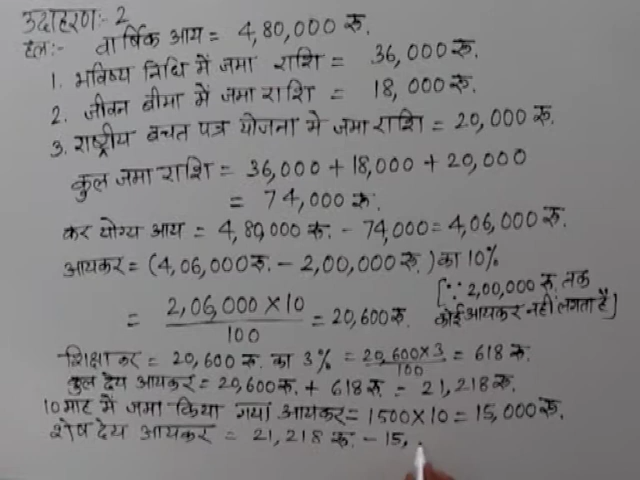 उदाहरण:- 2
हल:- वार्षिक आय = 4,80,000 रू.
1. भविष्य निधि में जमा राशि = 36,000 रू.
2. जीवन बीमा में जमा राशि = 18,000 रू.
3. राष्ट्रीय बचत पत्र योजना मे जमा राशि = 20,000 रू.
कुल जमा राशि = 36,000 + 18,000 + 20,000
= 74,000 रू.
कर योग्य आय = 4,80,000 रू. - 74,000 = 4,06,000 रू.
आयकर = (4,06,000 रू. - 2,00,000 रू.) का 10%
= 2,06,000 × 10 / 100 = 20,600 रू. [∵ 2,00,000 रू. तक
कोई आयकर नहीं लगता है]
शिक्षा कर = 20,600 रू. का 3% = 20,600 × 3 / 100 = 618 रू.
कुल देय आयकर = 20,600 रू. + 618 रू. = 21,218 रू.
10 माह में जमा किया गया आयकर = 1500 × 10 = 15,000 रू.
शेष देय आयकर = 21,218 रू. - 15,